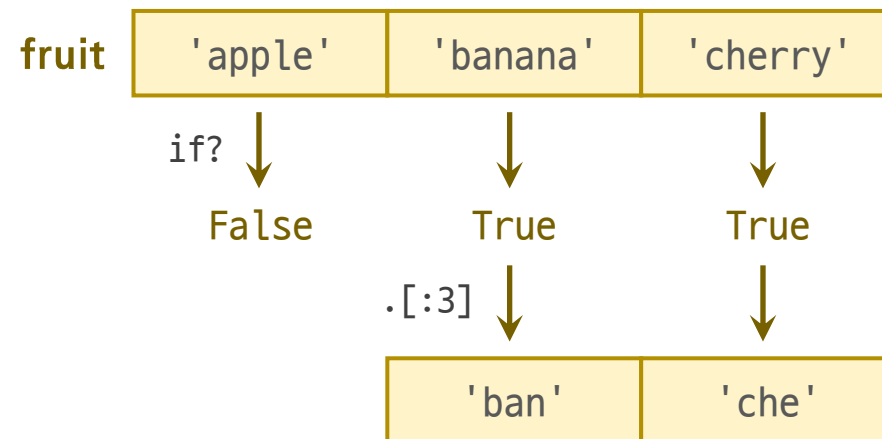 fruit 'apple' 'banana' 'cherry'
if?
False True True
.[:3]
'ban' 'che'